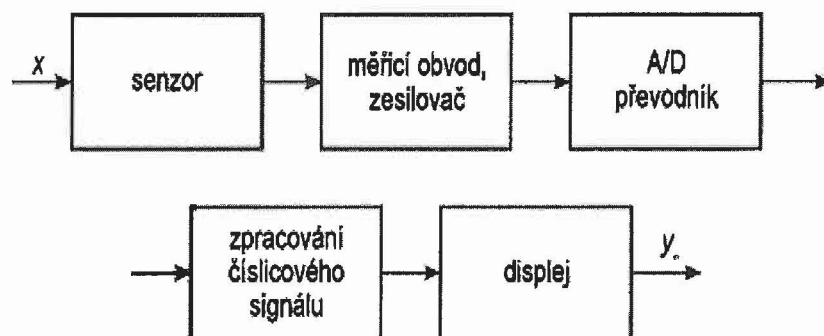 x
senzor
měřicí obvod,
zesilovač
A/D
převodník
zpracování
číslicového
signálu
displej
y